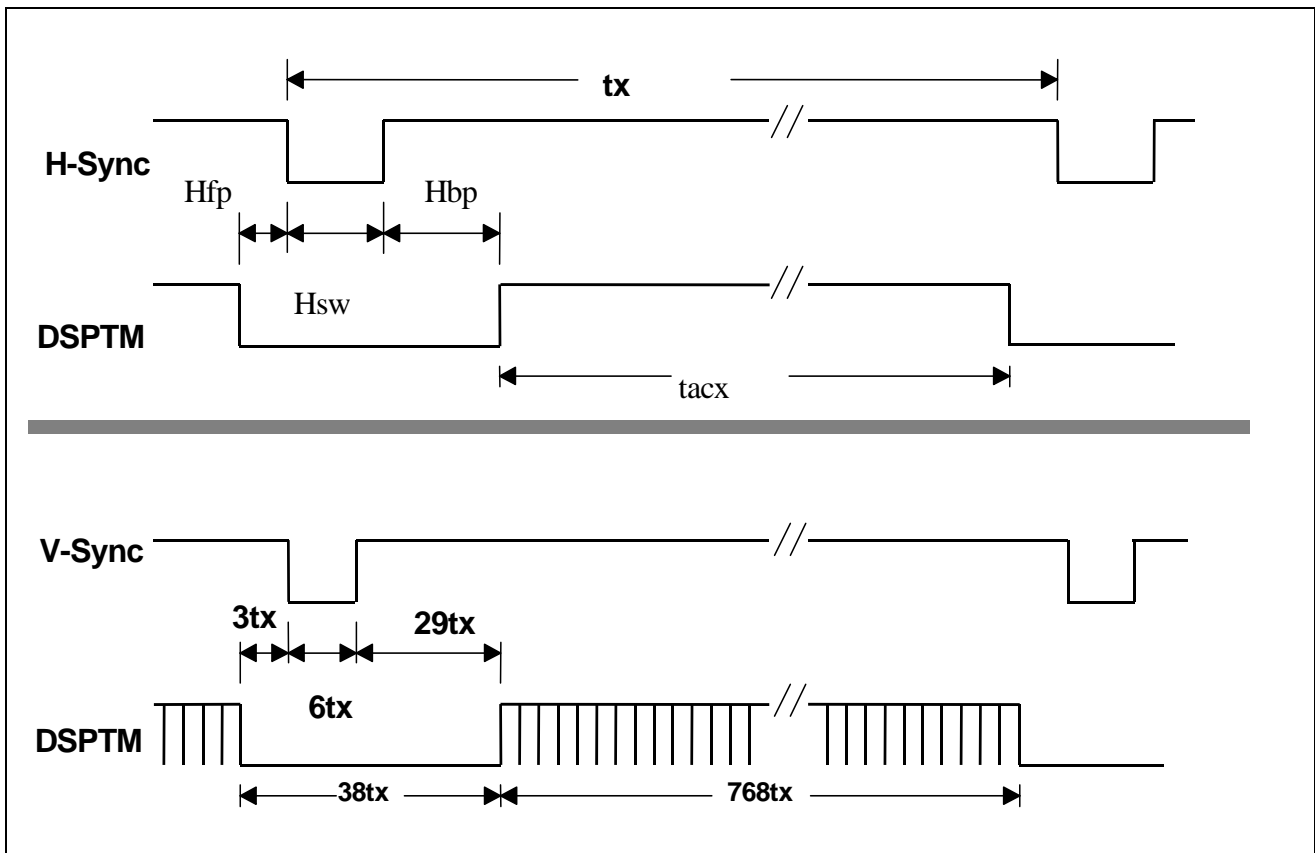 tx
H-Sync
Hfp
Hbp
Hsw
DSPTM
tacx
V-Sync
3tx
29tx
6tx
DSPTM
38tx
768tx